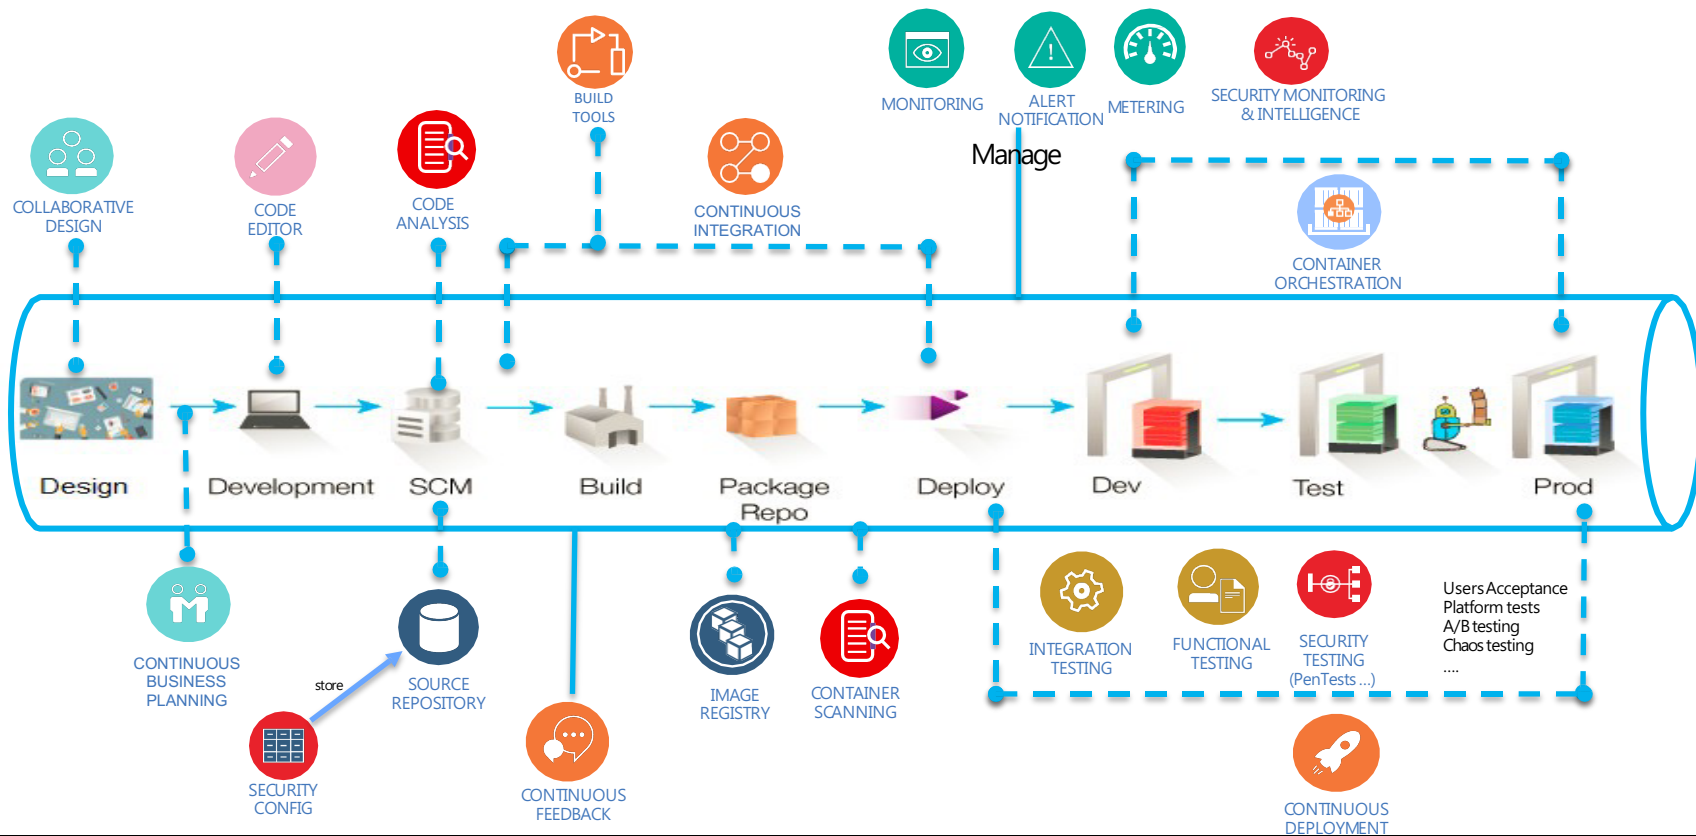 BUILD
TOOLS
MONITORING
ALERT
NOTIFICATION
METERING
SECURITY MONITORING
& INTELLIGENCE
Manage
COLLABORATIVE
DESIGN
CODE
EDITOR
CODE
ANALYSIS
CONTINUOUS
INTEGRATION
CONTAINER
ORCHESTRATION
Design
Development
SCM
Build
Package
Repo
Deploy
Dev
Test
Prod
CONTINUOUS
BUSINESS
PLANNING
store
SOURCE
REPOSITORY
SECURITY
CONFIG
CONTINUOUS
FEEDBACK
IMAGE
REGISTRY
CONTAINER
SCANNING
INTEGRATION
TESTING
FUNCTIONAL
TESTING
SECURITY
TESTING
(PenTests ...)
Users Acceptance
Platform tests
A/B testing
Chaos testing
....
CONTINUOUS
DEPLOYMENT